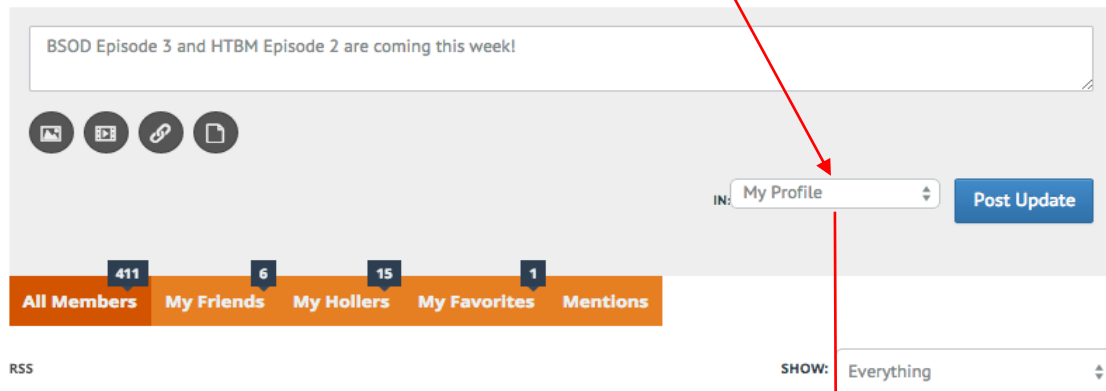 BSOD Episode 3 and HTBM Episode 2 are coming this week!
IN: My Profile Post Update
411 6 15 1
All Members My Friends My Hollers My Favorites Mentions
RSS SHOW: Everything